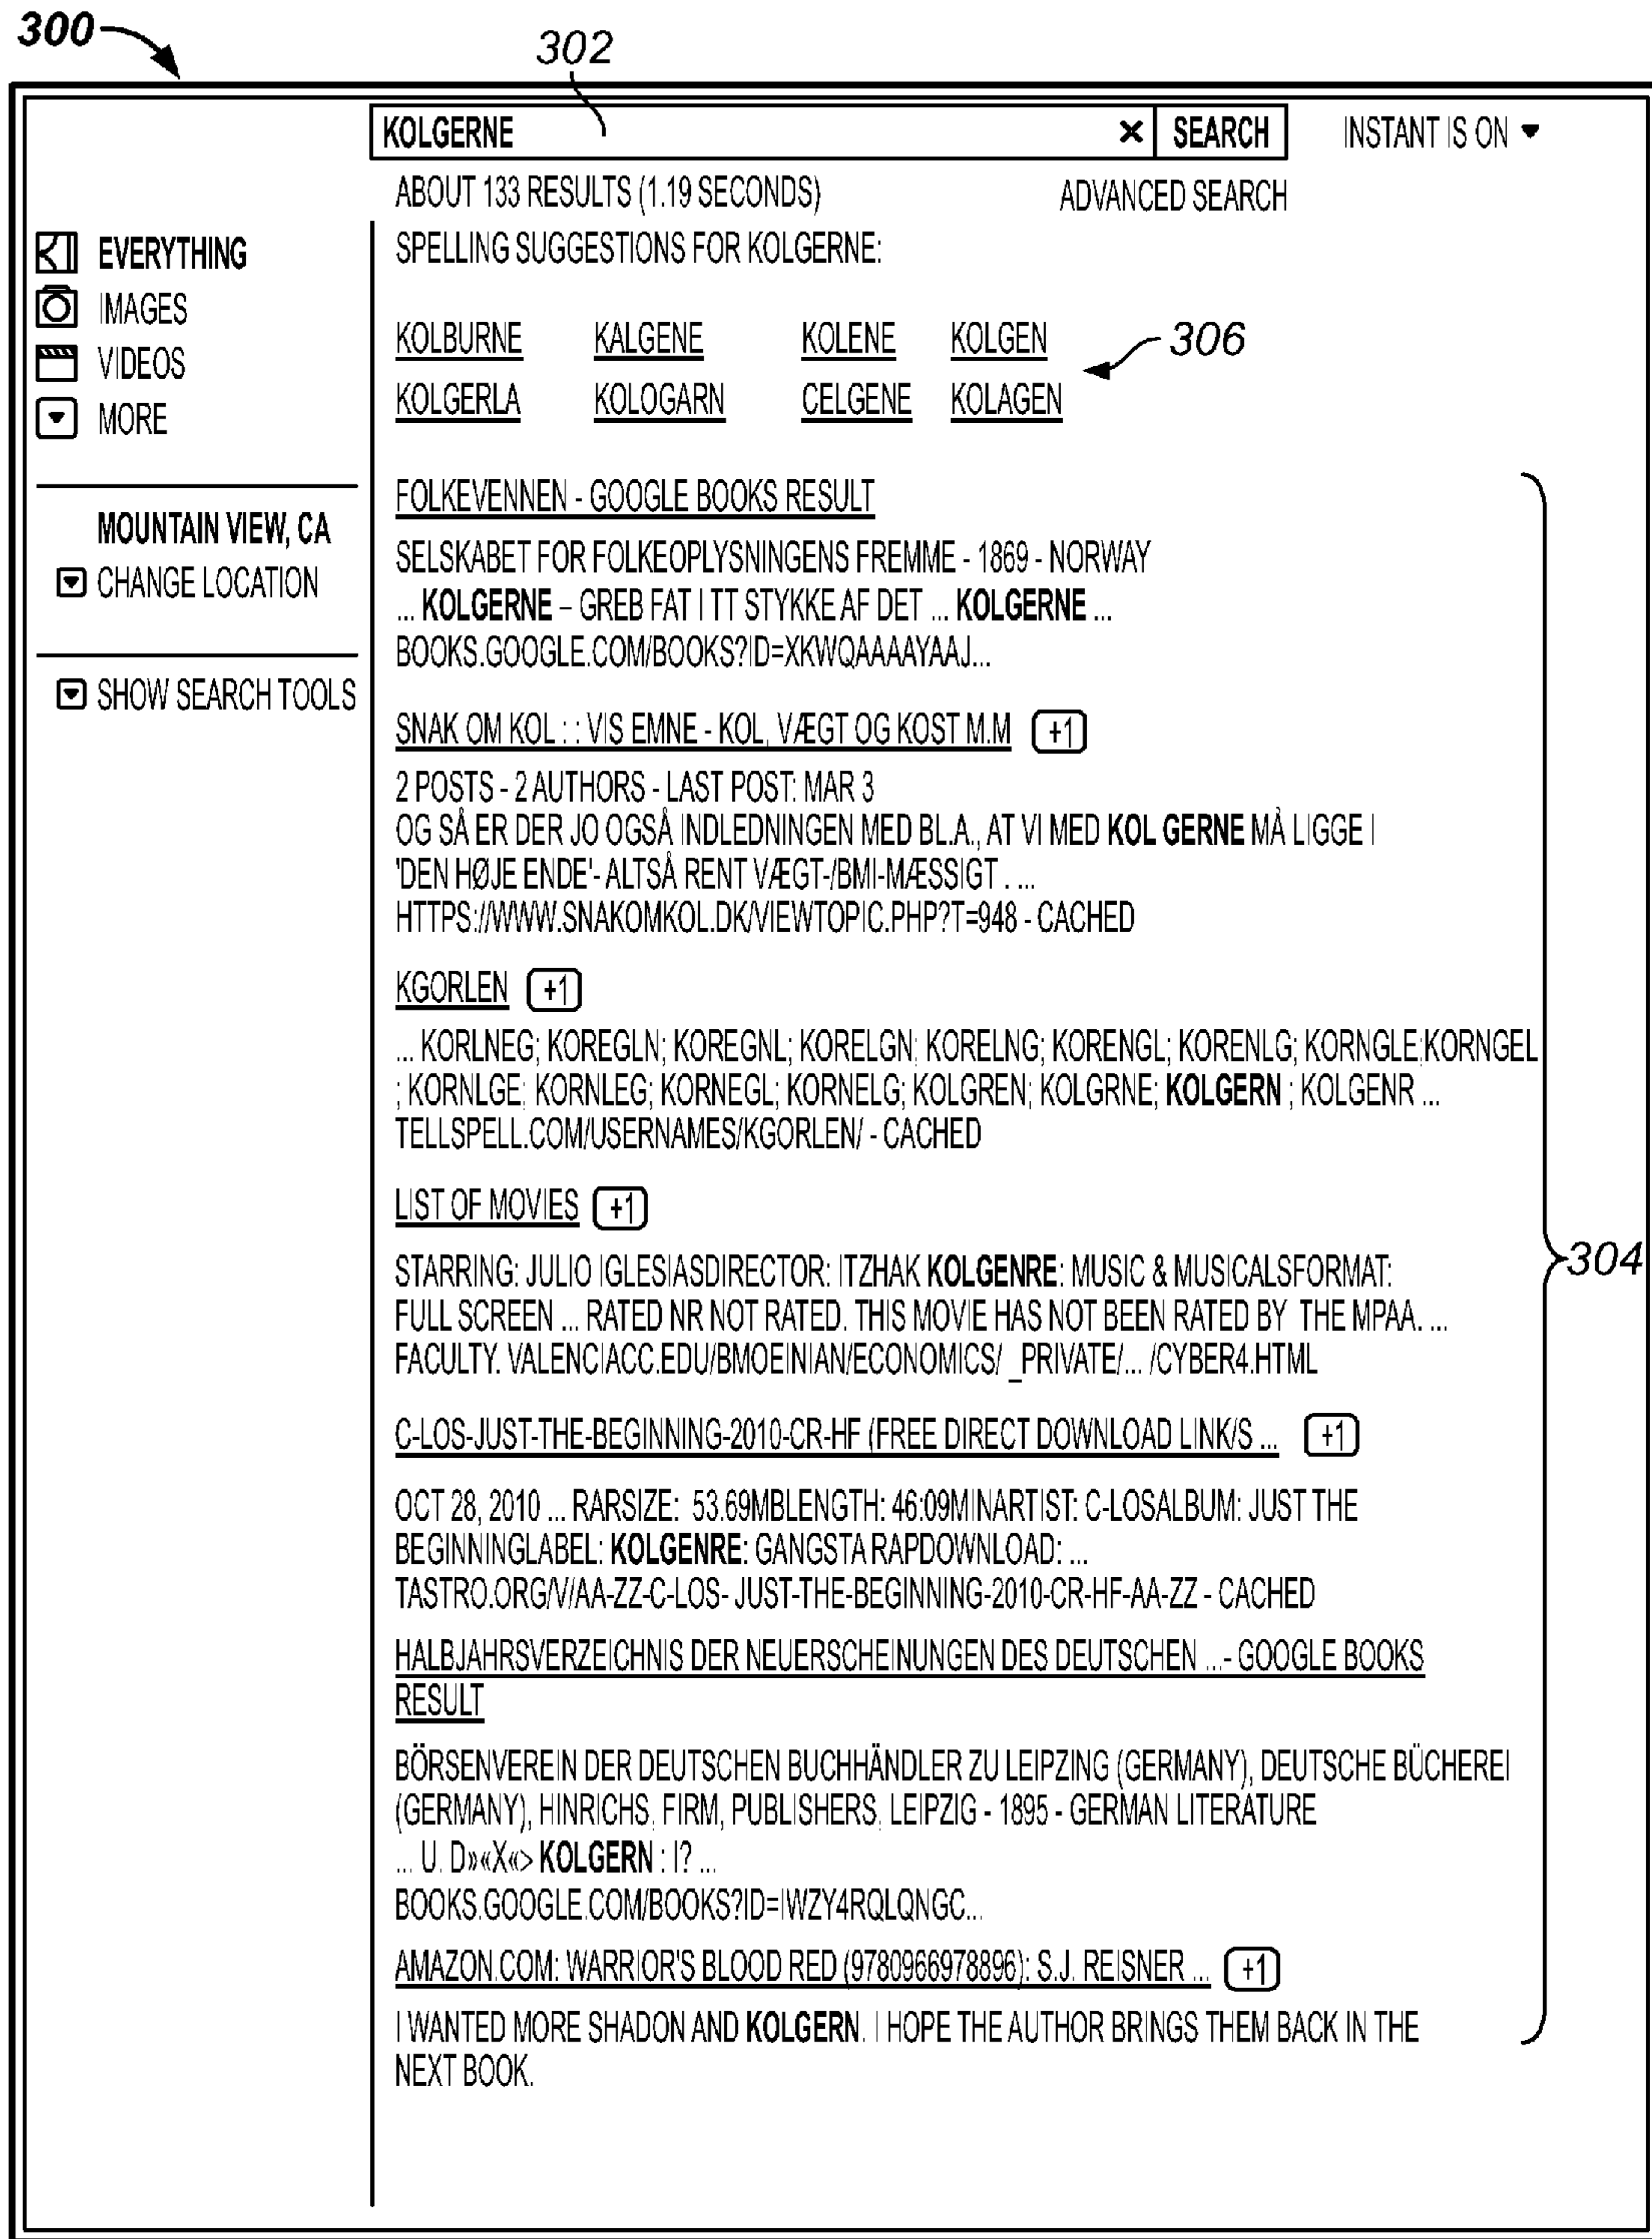 300
302
KOLGERNE × SEARCH INSTANT IS ON
ABOUT 133 RESULTS (1.19 SECONDS) ADVANCED SEARCH
EVERYTHING
IMAGES
VIDEOS
MORE
MOUNTAIN VIEW, CA
CHANGE LOCATION
SHOW SEARCH TOOLS
SPELLING SUGGESTIONS FOR KOLGERNE:
KOLBURNE KALGENE KOLENE KOLGEN
306
KOLGERLA KOLOGARN CELGENE KOLAGEN
FOLKEVENNEN - GOOGLE BOOKS RESULT
SELSKABET FOR FOLKEOPLYSNINGENS FREMME - 1869 - NORWAY
... KOLGERNE – GREB FAT I TT STYKKE AF DET ... KOLGERNE ...
BOOKS.GOOGLE.COM/BOOKS?ID=XKWQAAAAYAAJ...
SNAK OM KOL : : VIS EMNE - KOL, VÆGT OG KOST M.M +1
2 POSTS - 2 AUTHORS - LAST POST: MAR 3
OG SÅ ER DER JO OGSÅ INDLEDNINGEN MED BL.A., AT VI MED KOL GERNE MÅ LIGGE I
'DEN HØJE ENDE'- ALTSÅ RENT VÆGT-/BMI-MÆSSIGT . ...
HTTPS://WWW.SNAKOMKOL.DK/VIEWTOPIC.PHP?T=948 - CACHED
KGORLEN +1
... KORLNEG; KOREGLN; KOREGNL; KORELGN; KORELNG; KORENGL; KORENLG; KORNGLE;KORNGEL
; KORNLGE; KORNLEG; KORNEGL; KORNELG; KOLGREN; KOLGRNE; KOLGERN ; KOLGENR ...
TELLSPELL.COM/USERNAMES/KGORLEN/ - CACHED
LIST OF MOVIES +1
STARRING: JULIO IGLESIASDIRECTOR: ITZHAK KOLGENRE: MUSIC & MUSICALSFORMAT:
304
FULL SCREEN ... RATED NR NOT RATED. THIS MOVIE HAS NOT BEEN RATED BY THE MPAA. ...
FACULTY. VALENCIACC.EDU/BMOEINIAN/ECONOMICS/ _PRIVATE/... /CYBER4.HTML
C-LOS-JUST-THE-BEGINNING-2010-CR-HF (FREE DIRECT DOWNLOAD LINK/S ... +1
OCT 28, 2010 ... RARSIZE: 53.69MBLENGTH: 46:09MINARTIST: C-LOSALBUM: JUST THE
BEGINNINGLABEL: KOLGENRE: GANGSTA RAPDOWNLOAD: ...
TASTRO.ORG/V/AA-ZZ-C-LOS- JUST-THE-BEGINNING-2010-CR-HF-AA-ZZ - CACHED
HALBJAHRSVERZEICHNIS DER NEUERSCHEINUNGEN DES DEUTSCHEN ...- GOOGLE BOOKS
RESULT
BÖRSENVEREIN DER DEUTSCHEN BUCHHÄNDLER ZU LEIPZING (GERMANY), DEUTSCHE BÜCHEREI
(GERMANY), HINRICHS, FIRM, PUBLISHERS, LEIPZIG - 1895 - GERMAN LITERATURE
... U. D»«X«> KOLGERN : I? ...
BOOKS.GOOGLE.COM/BOOKS?ID=IWZY4RQLQNGC...
AMAZON.COM: WARRIOR'S BLOOD RED (9780966978896): S.J. REISNER ... +1
I WANTED MORE SHADON AND KOLGERN. I HOPE THE AUTHOR BRINGS THEM BACK IN THE
NEXT BOOK.